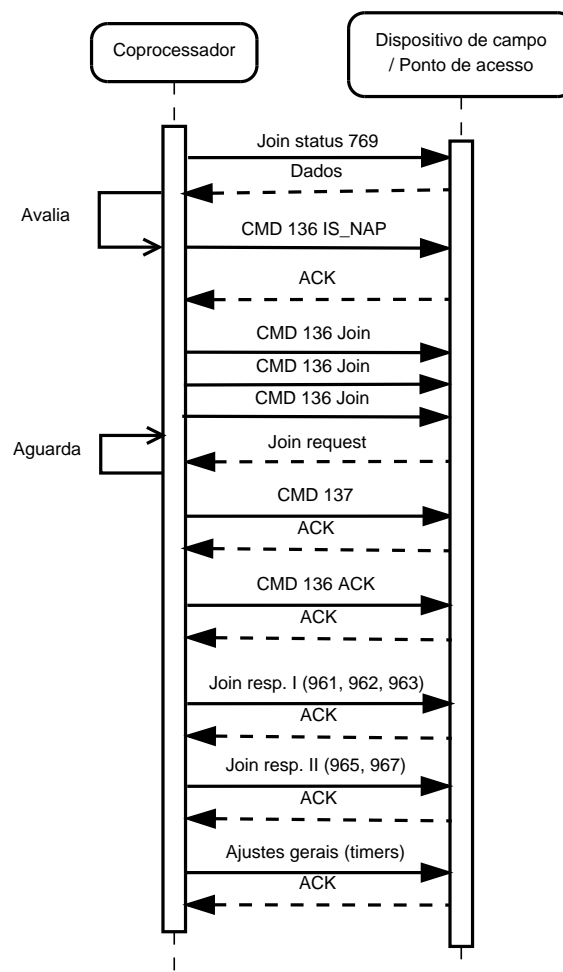 Coprocessador
Dispositivo de campo
/ Ponto de acesso
Join status 769
Dados
Avalia
CMD 136 IS_NAP
ACK
CMD 136 Join
CMD 136 Join
CMD 136 Join
Aguarda
Join request
CMD 137
ACK
CMD 136 ACK
ACK
Join resp. I (961, 962, 963)
ACK
Join resp. II (965, 967)
ACK
Ajustes gerais (timers)
ACK